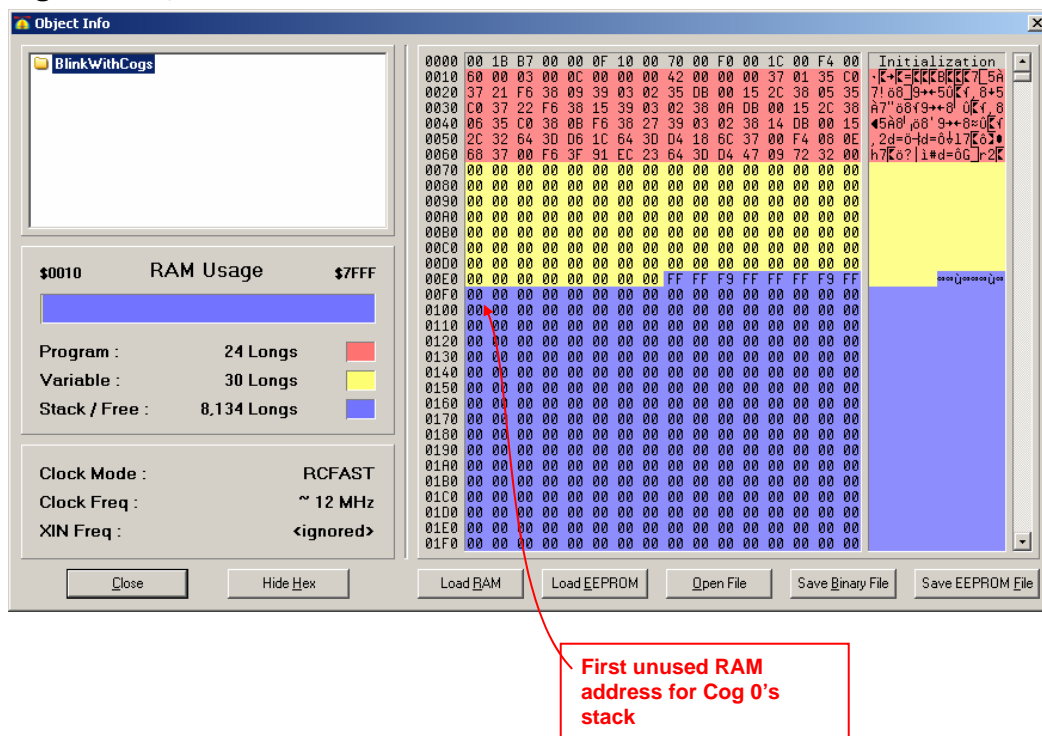 Object Info
BlinkWithCogs
$0010 RAM Usage $7FFF
Program : 24 Longs
Variable : 30 Longs
Stack / Free : 8,134 Longs
Clock Mode : RCFAST
Clock Freq : ~ 12 MHz
XIN Freq : <ignored>
0000 00 1B B7 00 00 0F 10 00 70 00 F0 00 1C 00 F4 00 Initialization
0010 60 00 03 00 0C 00 00 00 42 00 00 00 37 01 35 C0
0020 37 21 F6 38 09 39 03 02 35 DB 00 15 2C 38 05 35
0030 C0 37 22 F6 38 15 39 03 02 38 0A DB 00 15 2C 38
0040 06 35 C0 38 0B F6 38 27 39 03 02 38 14 DB 00 15
0050 2C 32 64 3D D6 1C 64 3D D4 18 6C 37 00 F4 08 0E
0060 68 37 00 F6 3F 91 EC 23 64 3D D4 47 09 72 32 00
0070 00 00 00 00 00 00 00 00 00 00 00 00 00 00 00 00
0080 00 00 00 00 00 00 00 00 00 00 00 00 00 00 00 00
0090 00 00 00 00 00 00 00 00 00 00 00 00 00 00 00 00
00A0 00 00 00 00 00 00 00 00 00 00 00 00 00 00 00 00
00B0 00 00 00 00 00 00 00 00 00 00 00 00 00 00 00 00
00C0 00 00 00 00 00 00 00 00 00 00 00 00 00 00 00 00
00D0 00 00 00 00 00 00 00 00 00 00 00 00 00 00 00 00
00E0 00 00 00 00 00 00 00 00 FF FF F9 FF FF FF F9 FF
00F0 00 00 00 00 00 00 00 00 00 00 00 00 00 00 00 00
0100 00 00 00 00 00 00 00 00 00 00 00 00 00 00 00 00
0110 00 00 00 00 00 00 00 00 00 00 00 00 00 00 00 00
0120 00 00 00 00 00 00 00 00 00 00 00 00 00 00 00 00
0130 00 00 00 00 00 00 00 00 00 00 00 00 00 00 00 00
0140 00 00 00 00 00 00 00 00 00 00 00 00 00 00 00 00
0150 00 00 00 00 00 00 00 00 00 00 00 00 00 00 00 00
0160 00 00 00 00 00 00 00 00 00 00 00 00 00 00 00 00
0170 00 00 00 00 00 00 00 00 00 00 00 00 00 00 00 00
0180 00 00 00 00 00 00 00 00 00 00 00 00 00 00 00 00
0190 00 00 00 00 00 00 00 00 00 00 00 00 00 00 00 00
01A0 00 00 00 00 00 00 00 00 00 00 00 00 00 00 00 00
01B0 00 00 00 00 00 00 00 00 00 00 00 00 00 00 00 00
01C0 00 00 00 00 00 00 00 00 00 00 00 00 00 00 00 00
01D0 00 00 00 00 00 00 00 00 00 00 00 00 00 00 00 00
01E0 00 00 00 00 00 00 00 00 00 00 00 00 00 00 00 00
01F0 00 00 00 00 00 00 00 00 00 00 00 00 00 00 00 00
Close Hide Hex Load RAM Load EEPROM Open File Save Binary File Save EEPROM File
First unused RAM
address for Cog 0's
stack